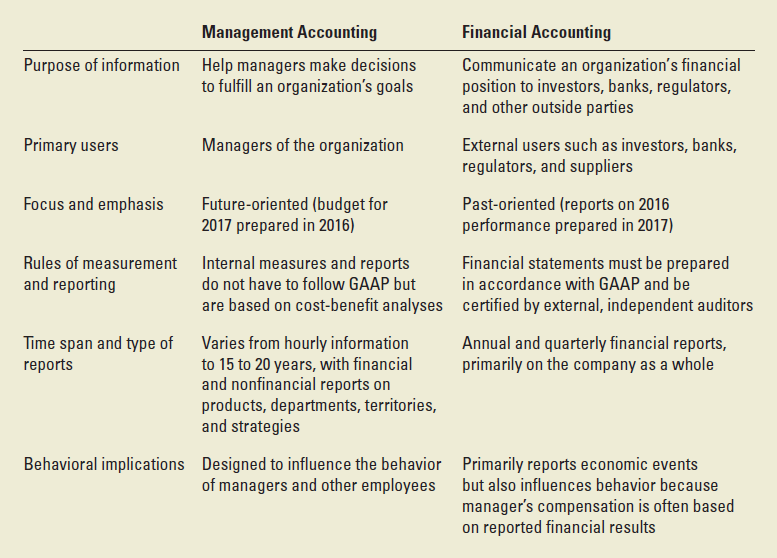 Management Accounting
Financial Accounting
Purpose of information
Help managers make decisions
to fulfill an organization's goals
Communicate an organization's financial
position to investors, banks, regulators,
and other outside parties
Primary users
Managers of the organization
External users such as investors, banks,
regulators, and suppliers
Focus and emphasis
Future-oriented (budget for
2017 prepared in 2016)
Past-oriented (reports on 2016
performance prepared in 2017)
Rules of measurement
and reporting
Internal measures and reports
do not have to follow GAAP but
are based on cost-benefit analyses
Financial statements must be prepared
in accordance with GAAP and be
certified by external, independent auditors
Time span and type of
reports
Varies from hourly information
to 15 to 20 years, with financial
and nonfinancial reports on
products, departments, territories,
and strategies
Annual and quarterly financial reports,
primarily on the company as a whole
Behavioral implications
Designed to influence the behavior
of managers and other employees
Primarily reports economic events
but also influences behavior because
manager's compensation is often based
on reported financial results